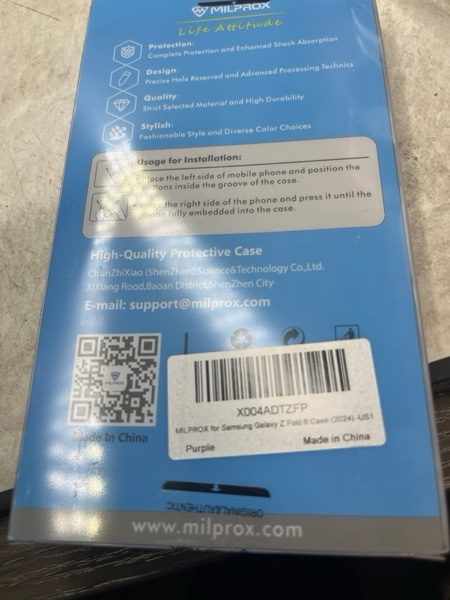 MILPROX
Life Attitude
Protection:
Complete Protection and Enhanced Shock Absorption
Design:
Precise Hole Reserved and Advanced Processing Technics
Quality:
Strict Selected Material and High Durability
Stylish:
Fashionable Style and Diverse Color Choices
Usage for Installation:
Place the left side of mobile phone and position the
buttons inside the groove of the case.
the right side of the phone and press it until the
phone fully embedded into the case.
High-Quality Protective Case
ChunZhiXiao (ShenZhen) Science&Technology Co.,Ltd.
XiXiang Rood,Baoan District,ShenZhen City
E-mail: support@milprox.com
MILPROX
Made In China
X004ADTZFP
MILPROX for Samsung Galaxy Z Fold 6 Case (2024) -US1
Purple
Made in China
ORIGINAL&AUTHENTIC
www.milprox.com